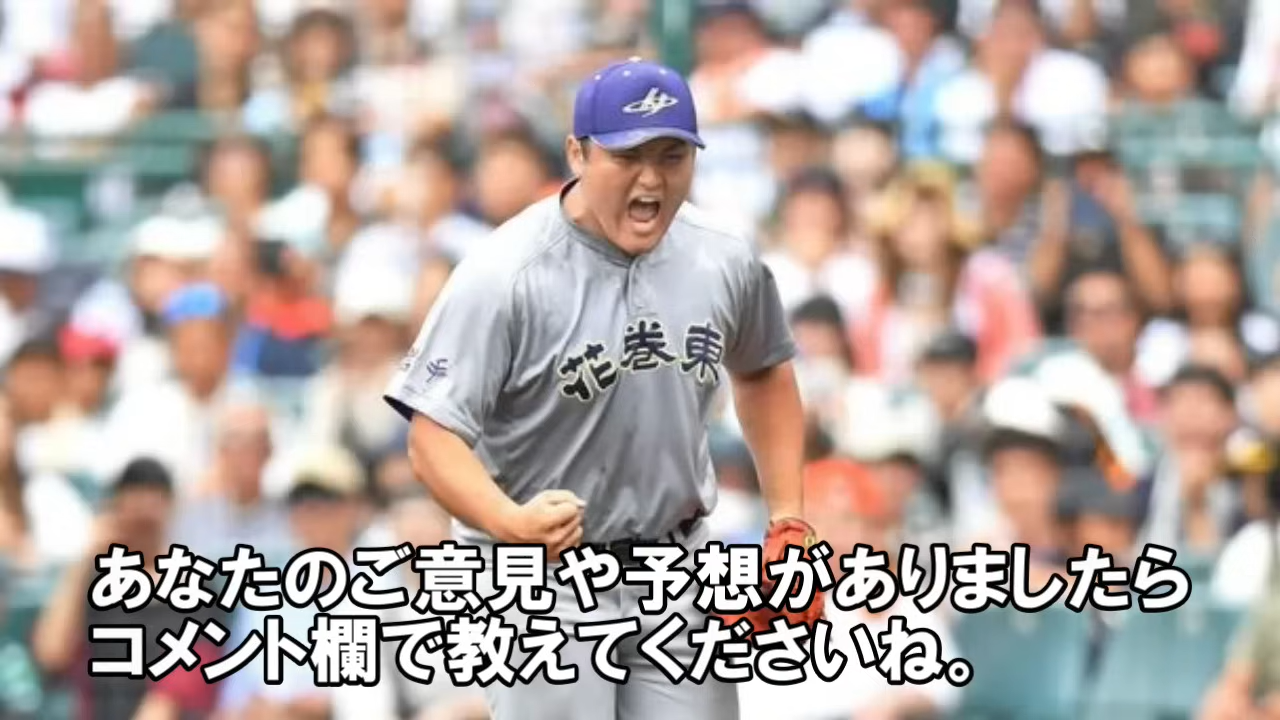 花巻東
あなたのご意見や予想がありましたら
コメント欄で教えてくださいね。